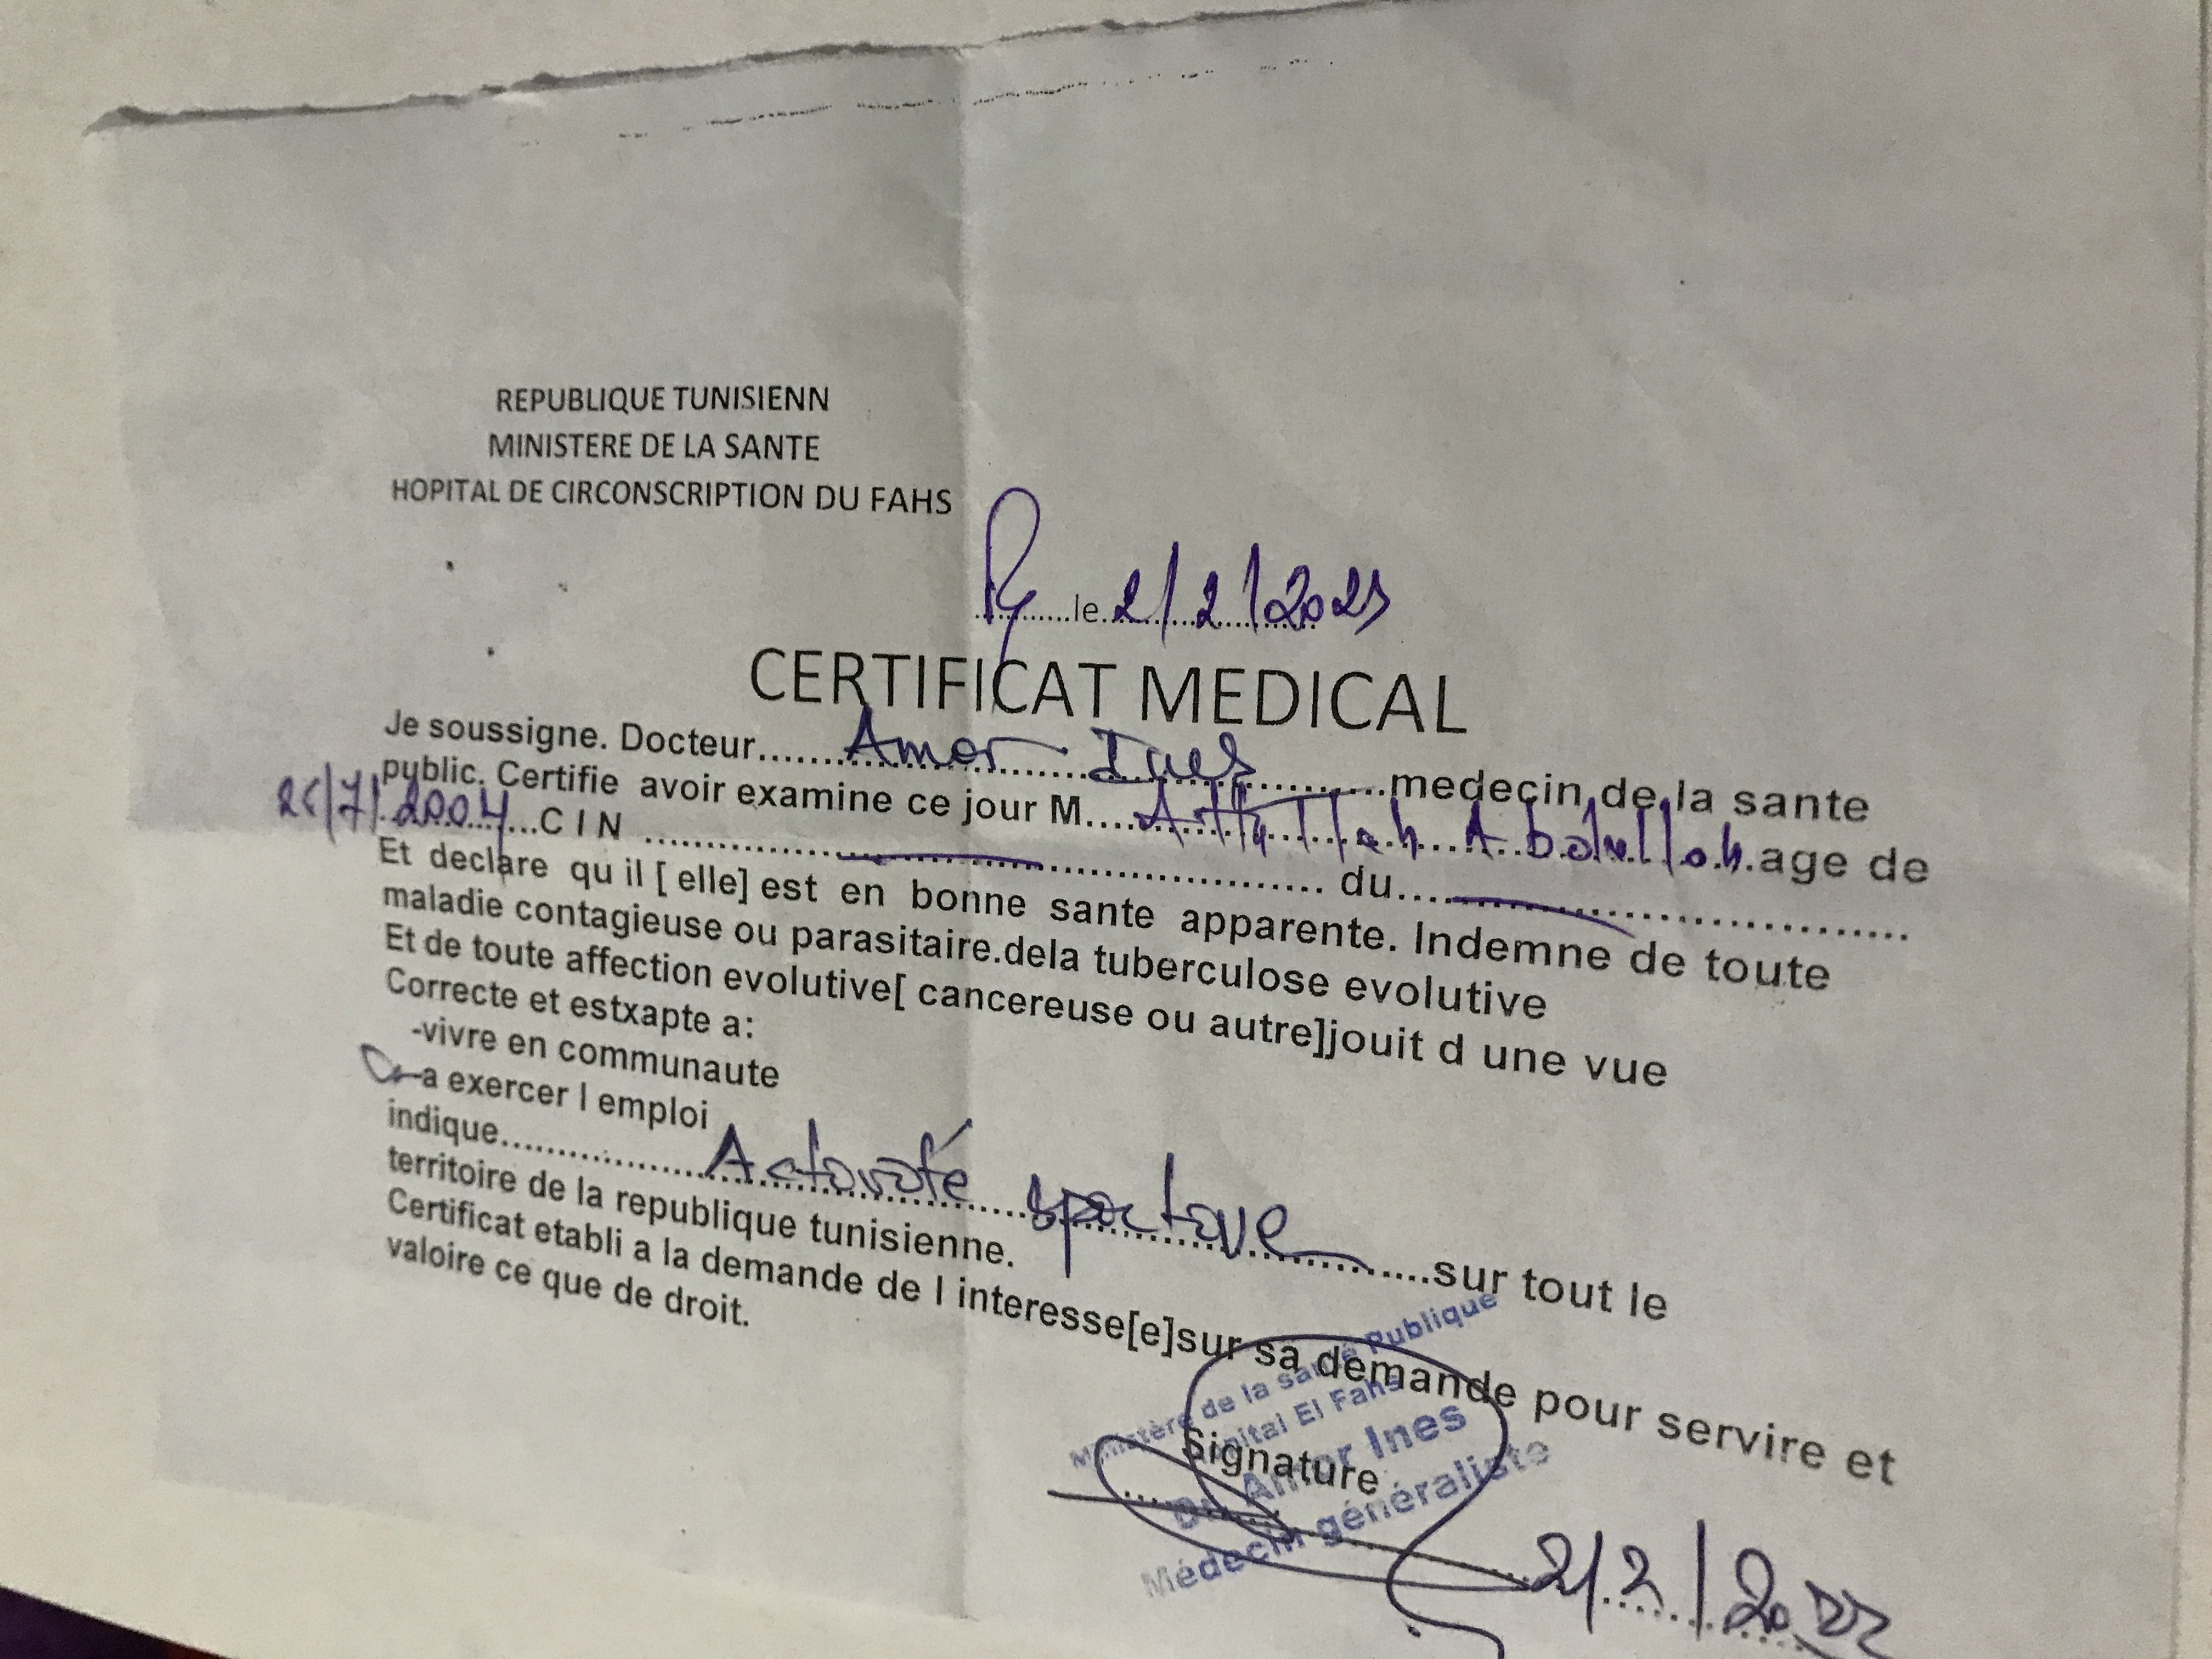 REPUBLIQUE TUNISIENN
MINISTERE DE LA SANTE
HOPITAL DE CIRCONSCRIPTION DU FAHS
..........le 2/2/2023
CERTIFICAT MEDICAL
Je soussigne. Docteur...... Amor Ines ..........medecin de la sante
public. Certifie avoir examine ce jour M.... Abdellah.age de
/7/2004...C I N ........................................ du................................
Et declare qu il [ elle] est en bonne sante apparente. Indemne de toute
maladie contagieuse ou parasitaire.dela tuberculose evolutive
Et de toute affection evolutive[ cancereuse ou autre]jouit d une vue
Correcte et estxapte a:
-vivre en communaute
-a exercer l emploi
indique.................Activité sportive..........sur tout le
territoire de la republique tunisienne.
Certificat etabli a la demande de l interesse[e]sur sa demande pour servire et
valoire ce que de droit.
Ministère de la santé Publique
Hôpital El Fahs
Signature
Dr. Amor Ines
Médecin généraliste
2/2/